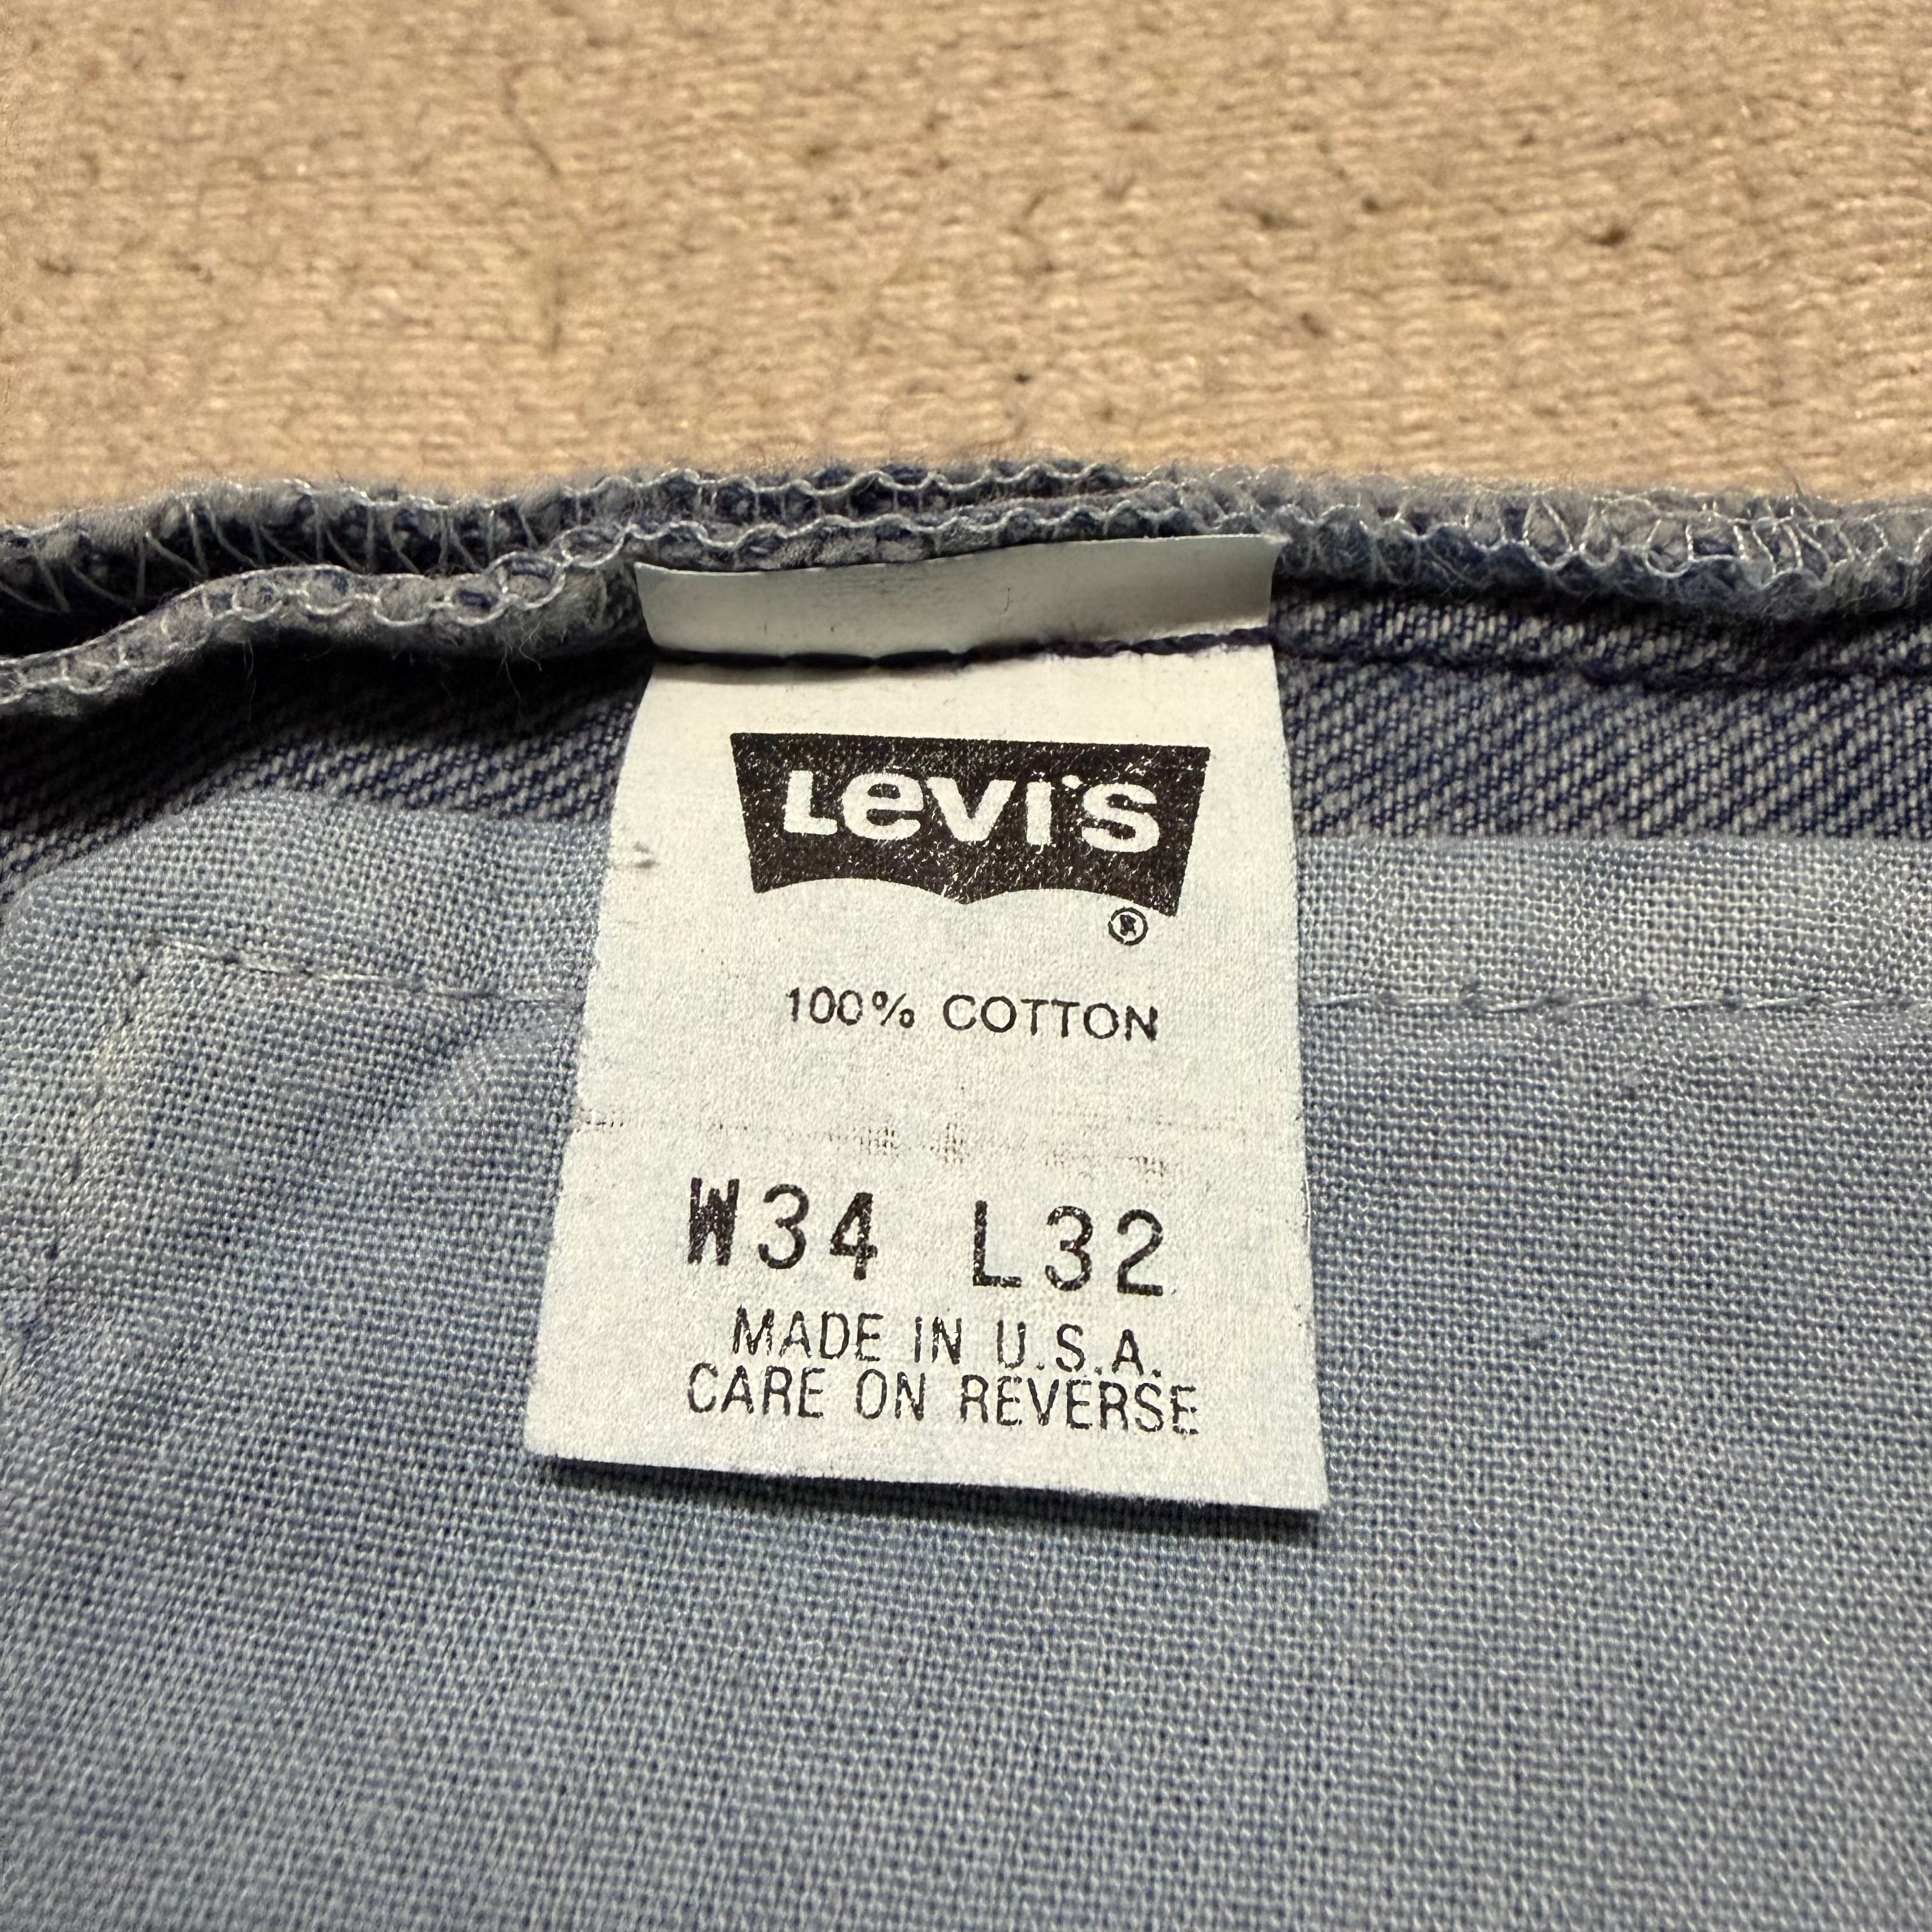 Levi's
®
100% COTTON
W34 L32
MADE IN U.S.A.
CARE ON REVERSE